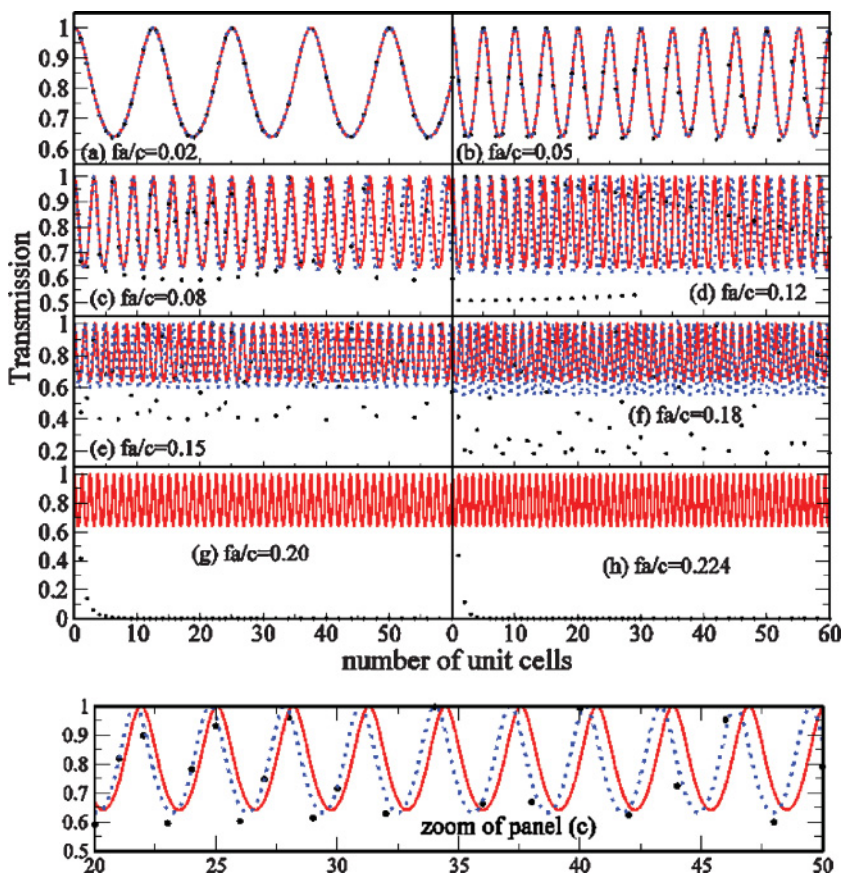 1
0.9
0.8
0.7
0.6
(a) fa/c=0.02
(b) fa/c=0.05
1
0.9
0.8
0.7
0.6
0.5
(c) fa/c=0.08
(d) fa/c=0.12
Transmission
1
0.8
0.6
0.4
0.2
(e) fa/c=0.15
(f) fa/c=0.18
1
0.8
0.6
0.4
0.2
0
(g) fa/c=0.20
(h) fa/c=0.224
0 10 20 30 40 50 0 10 20 30 40 50 60
number of unit cells
1
0.9
0.8
0.7
0.6
0.5
zoom of panel (c)
20 25 30 35 40 45 50